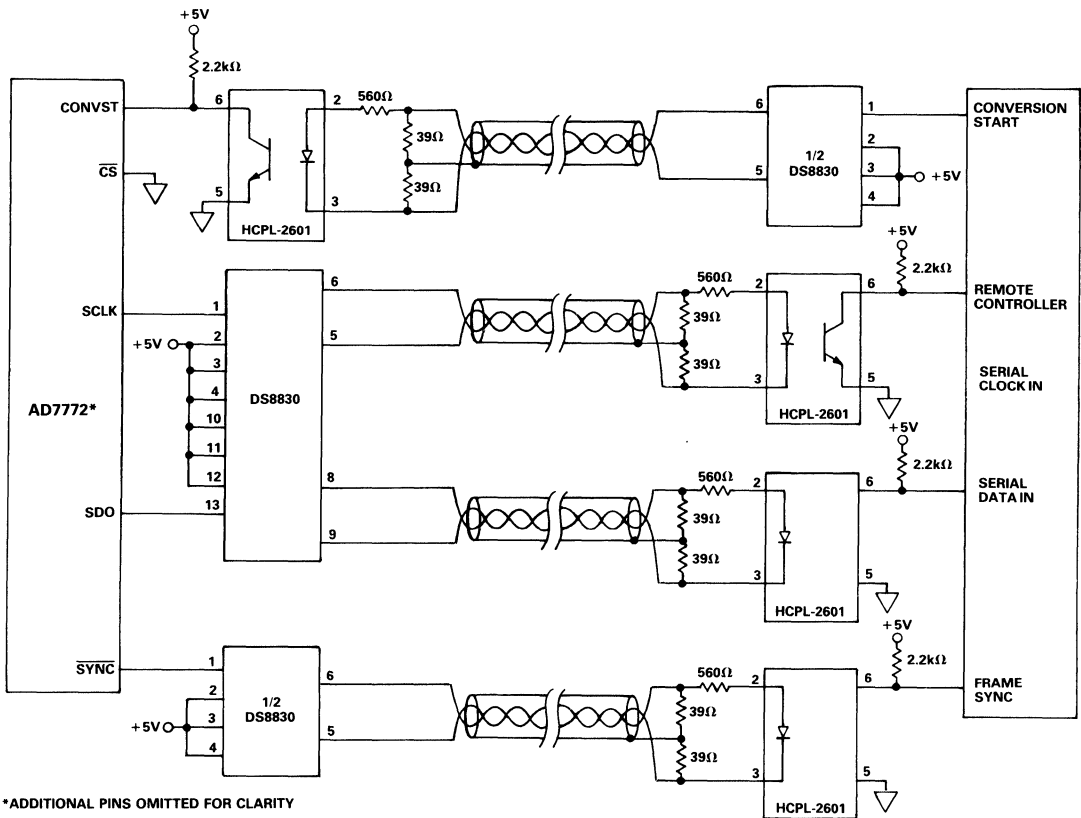 +5V
2.2kΩ
CONVST
6
2
560Ω
39Ω
39Ω
5
3
HCPL-2601
6
5
1/2
DS8830
1
2
3
4
+5V
CONVERSION
START
CS
SCLK
+5V
1
2
3
4
10
11
12
13
DS8830
6
5
8
9
560Ω
39Ω
39Ω
2
3
6
5
HCPL-2601
+5V
2.2kΩ
REMOTE
CONTROLLER
SERIAL
CLOCK IN
AD7772*
SDO
560Ω
39Ω
39Ω
2
3
6
5
HCPL-2601
+5V
2.2kΩ
SERIAL
DATA IN
SYNC
+5V
1
2
3
4
1/2
DS8830
6
5
560Ω
39Ω
39Ω
2
3
6
5
HCPL-2601
+5V
2.2kΩ
FRAME
SYNC
*ADDITIONAL PINS OMITTED FOR CLARITY